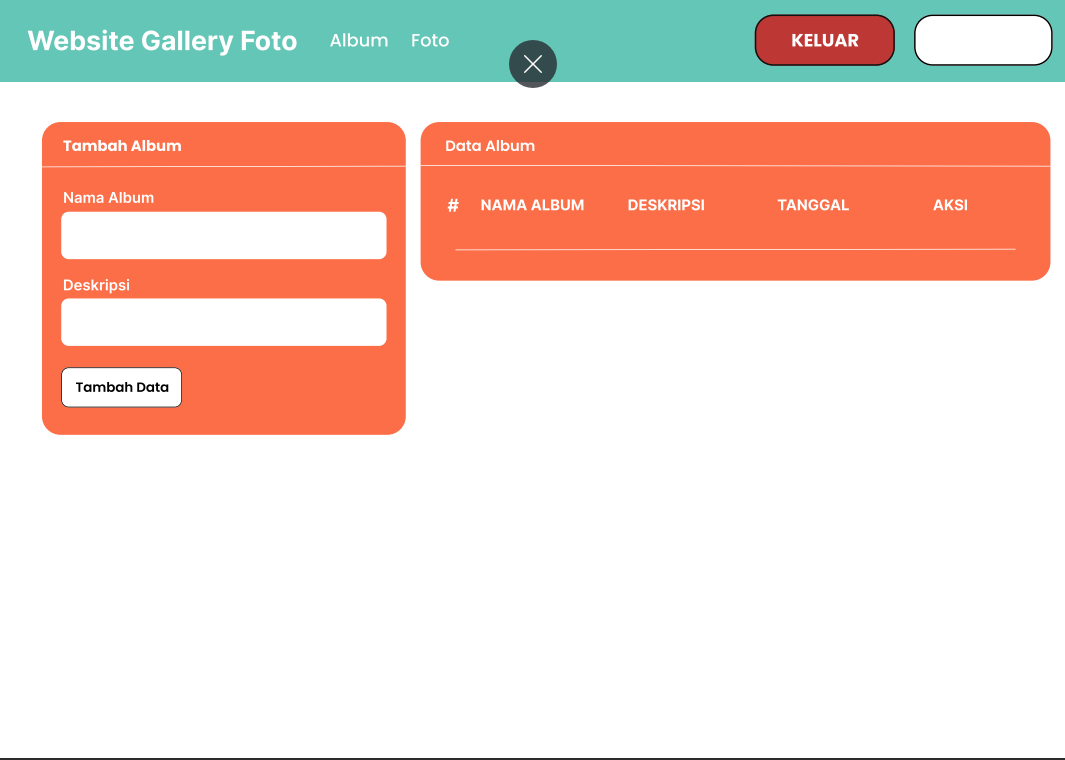 Website Gallery Foto
Album
Foto
KELUAR
Tambah Album
Nama Album
Deskripsi
Tambah Data
Data Album
# NAMA ALBUM DESKRIPSI TANGGAL AKSI